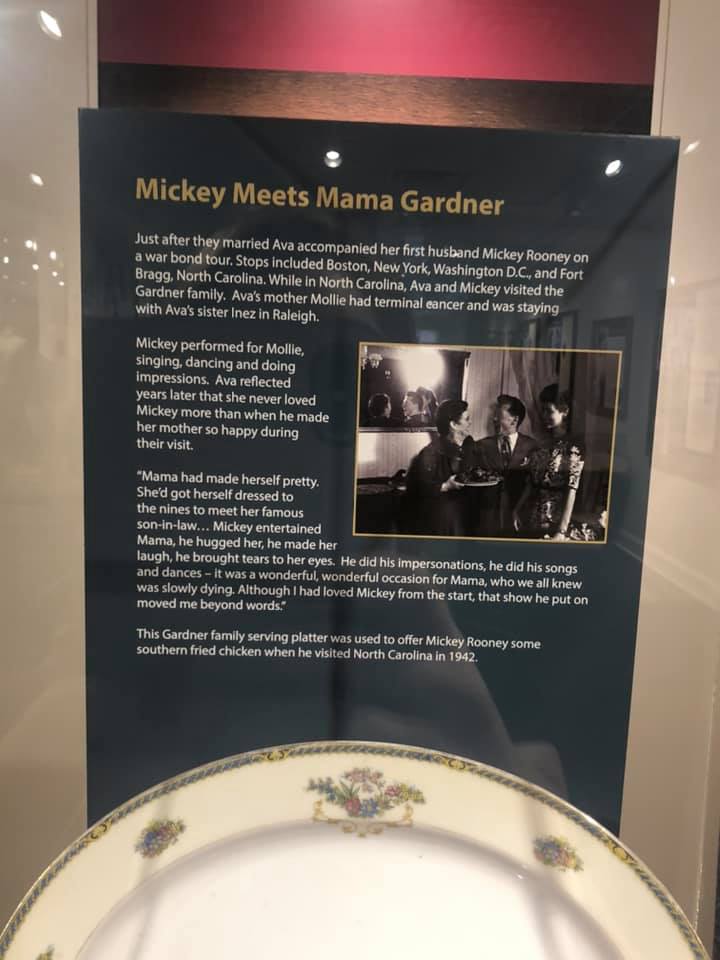 Mickey Meets Mama Gardner
Just after they married Ava accompanied her first husband Mickey Rooney on
a war bond tour. Stops included Boston, New York, Washington D.C., and Fort
Bragg, North Carolina. While in North Carolina, Ava and Mickey visited the
Gardner family. Ava's mother Mollie had terminal cancer and was staying
with Ava's sister Inez in Raleigh.
Mickey performed for Mollie,
singing, dancing and doing
impressions. Ava reflected
years later that she never loved
Mickey more than when he made
her mother so happy during
their visit.
"Mama had made herself pretty.
She'd got herself dressed to
the nines to meet her famous
son-in-law... Mickey entertained
Mama, he hugged her, he made her
laugh, he brought tears to her eyes. He did his impersonations, he did his songs
and dances – it was a wonderful, wonderful occasion for Mama, who we all knew
was slowly dying. Although I had loved Mickey from the start, that show he put on
moved me beyond words."
This Gardner family serving platter was used to offer Mickey Rooney some
southern fried chicken when he visited North Carolina in 1942.